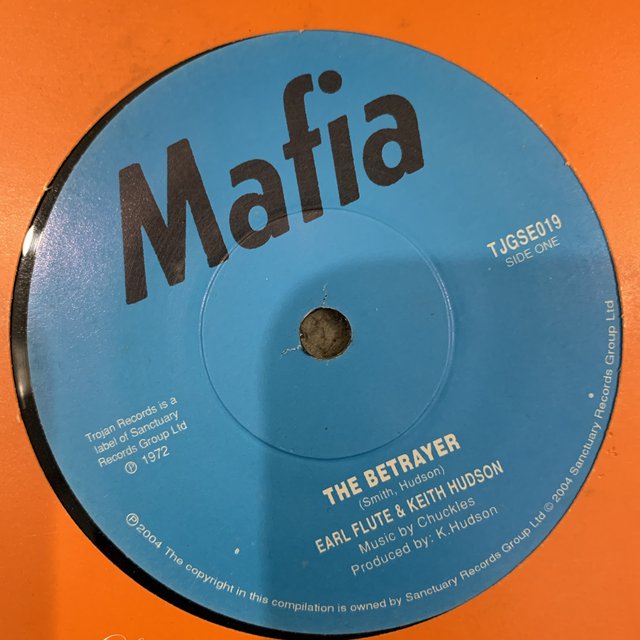 Mafia
TJGSE019
SIDE ONE
Trojan Records is a
label of Sanctuary
Records Group Ltd
℗ 1972
THE BETRAYER
(Smith, Hudson)
EARL FLUTE & KEITH HUDSON
Music by Chuckles
Produced by: K.Hudson
℗2004 The copyright in this compilation is owned by Sanctuary Records Group Ltd © 2004 Sanctuary Records Group Ltd